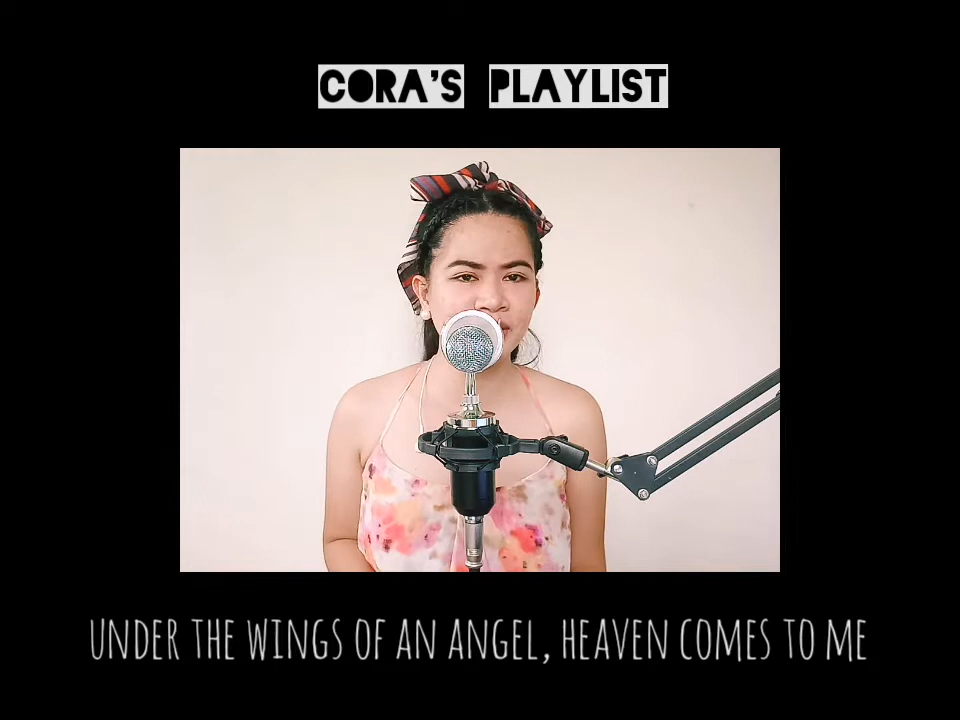 CORA'S PLAYLIST
UNDER THE WINGS OF AN ANGEL, HEAVEN COMES TO ME